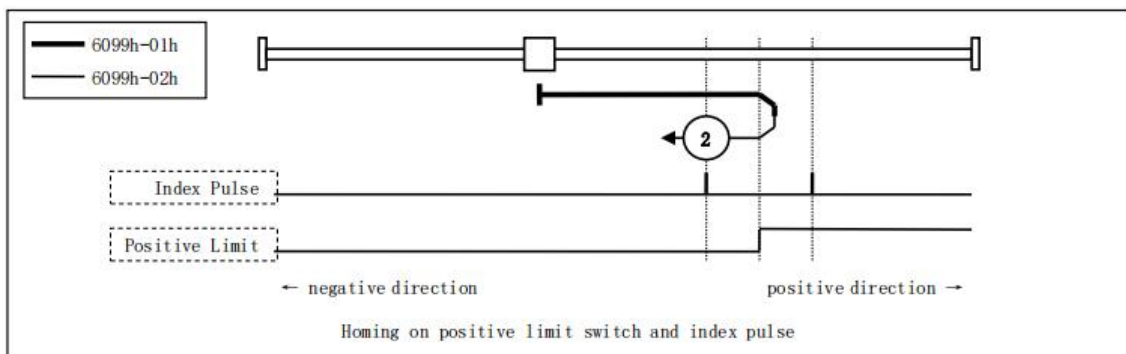 6099h-01h
6099h-02h
2
Index Pulse
Positive Limit
← negative direction
positive direction →
Homing on positive limit switch and index pulse